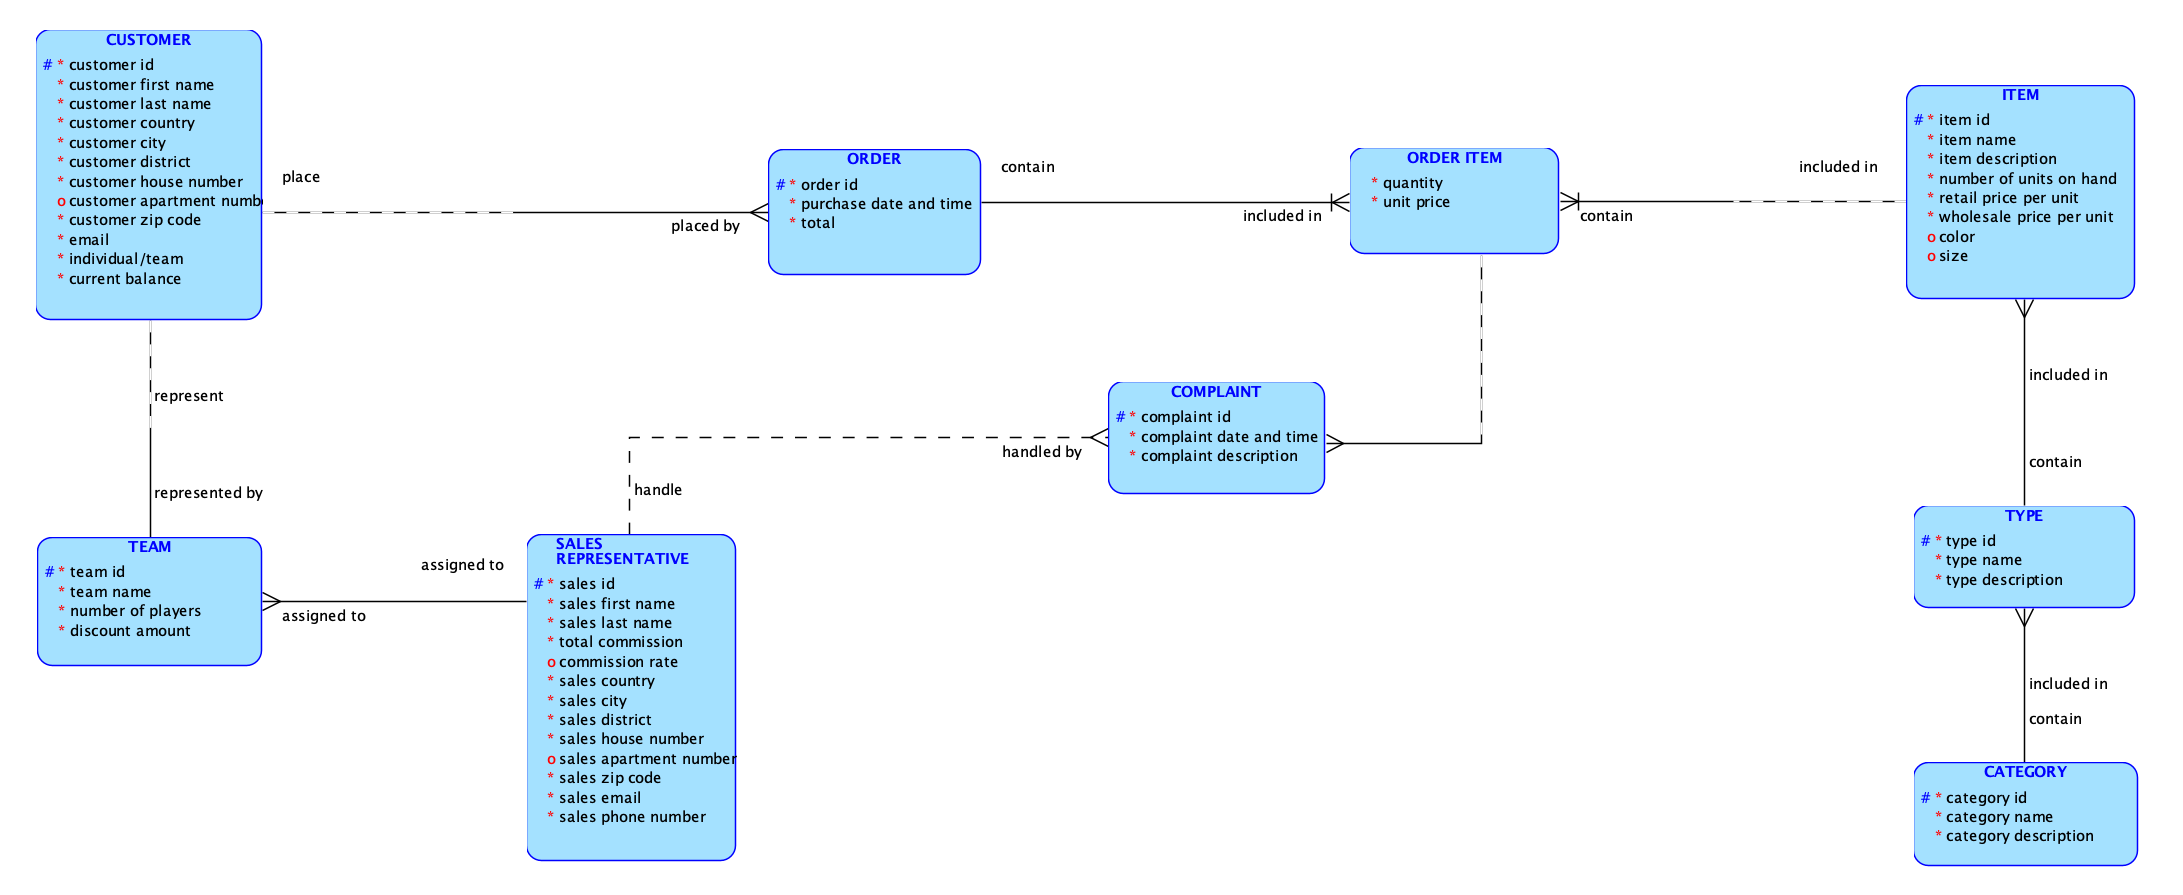 CUSTOMER
# * customer id
* customer first name
* customer last name
* customer country
* customer city
* customer district
* customer house number
o customer apartment numb
* customer zip code
* email
* individual/team
* current balance
place
placed by
ORDER
# * order id
* purchase date and time
* total
contain
included in
ORDER ITEM
* quantity
* unit price
included in
contain
ITEM
# * item id
* item name
* item description
* number of units on hand
* retail price per unit
* wholesale price per unit
o color
o size
represent
represented by
COMPLAINT
# * complaint id
* complaint date and time
* complaint description
handled by
handle
included in
contain
TEAM
# * team id
* team name
* number of players
* discount amount
assigned to
assigned to
SALES
REPRESENTATIVE
# * sales id
* sales first name
* sales last name
* total commission
o commission rate
* sales country
* sales city
* sales district
* sales house number
o sales apartment number
* sales zip code
* sales email
* sales phone number
TYPE
# * type id
* type name
* type description
included in
contain
CATEGORY
# * category id
* category name
* category description